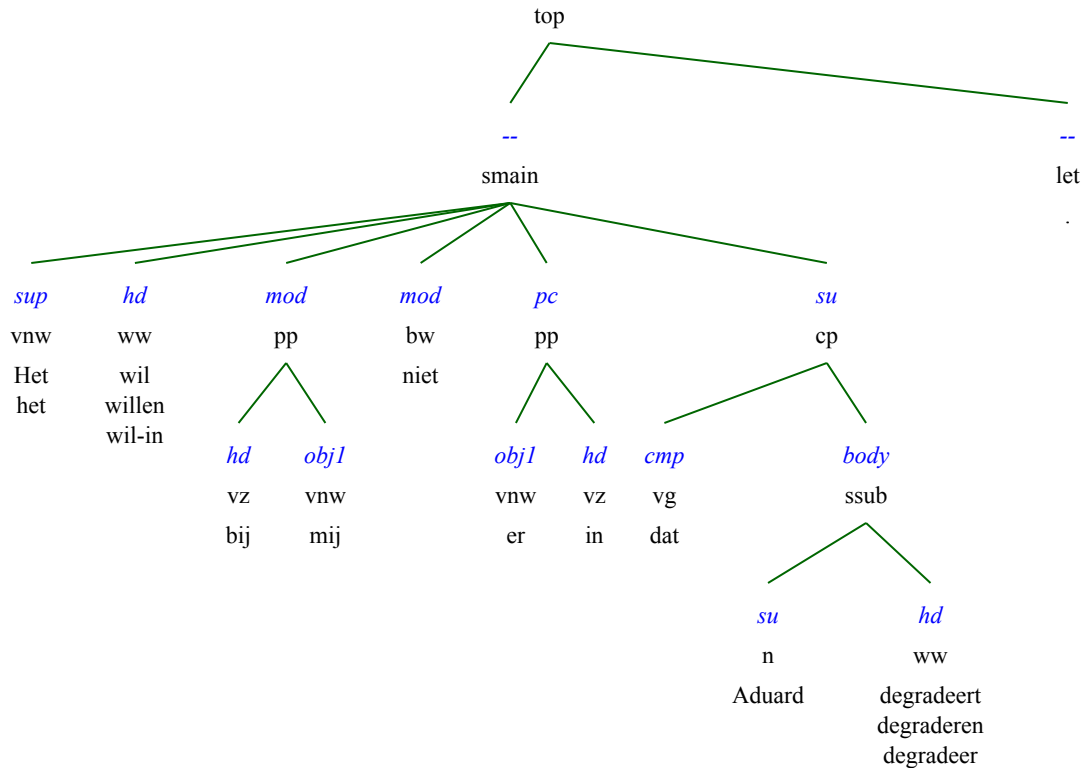 top
-- --
smain let
.
sup hd mod mod pc su
vnw ww pp bw pp cp
Het wil niet
het willen
wil-in
hd obj1 obj1 hd cmp body
vz vnw vnw vz vg ssub
bij mij er in dat
su hd
n ww
Aduard degradeert
degraderen
degradeer